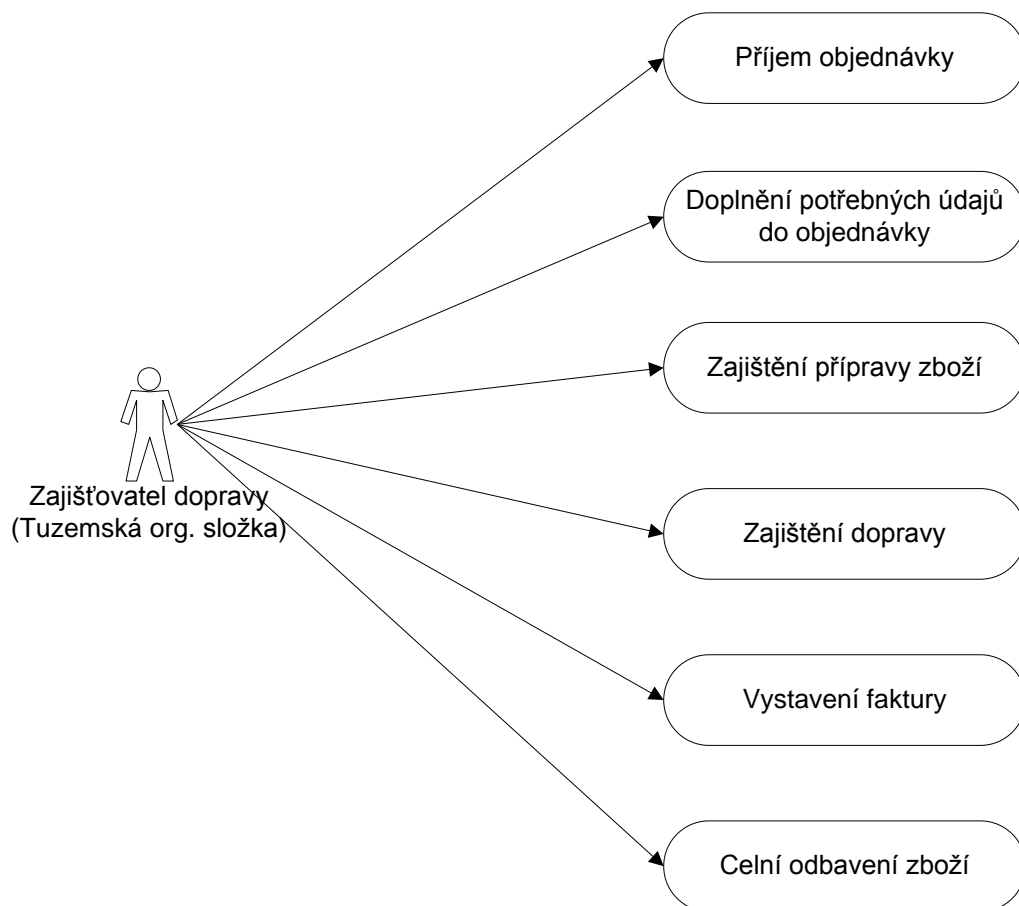 Příjem objednávky
Doplnění potřebných údajů
do objednávky
Zajištění přípravy zboží
Zajišťovatel dopravy
(Tuzemská org. složka)
Zajištění dopravy
Vystavení faktury
Celní odbavení zboží